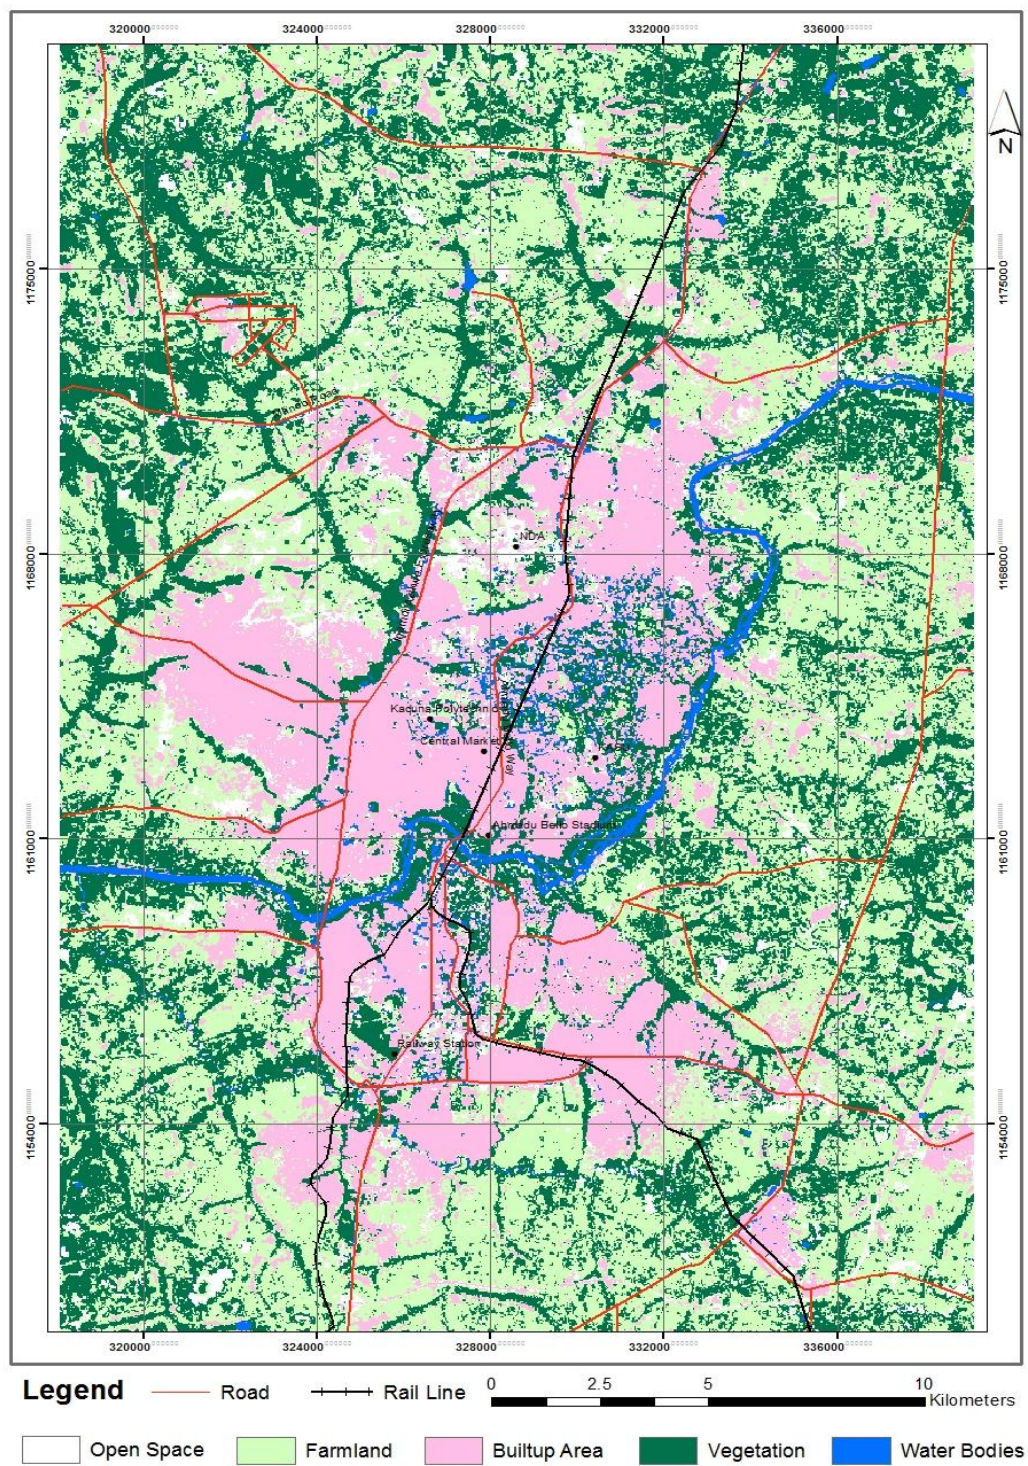 320000 324000 328000 332000 336000
N
1175000 1175000
1168000 1168000
NDA
Kaduna Polytechnic
Central Market
Way
Ahmadu Bello Stadium
1161000 1161000
Railway Station
1154000 1154000
320000 324000 328000 332000 336000
Legend Road Rail Line 0 2.5 5 10 Kilometers
Open Space Farmland Builtup Area Vegetation Water Bodies